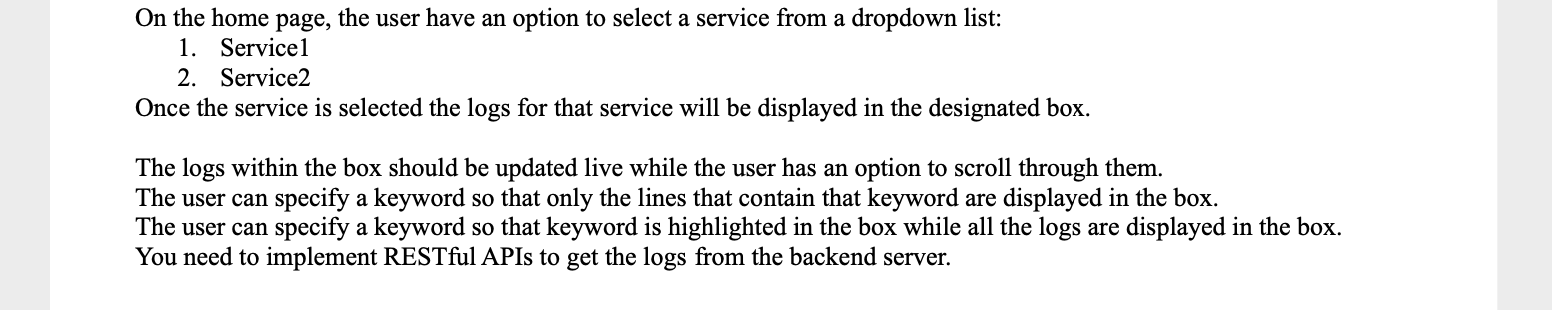 On the home page, the user have an option to select a service from a dropdown list:
1. Service1
2. Service2
Once the service is selected the logs for that service will be displayed in the designated box.
The logs within the box should be updated live while the user has an option to scroll through them.
The user can specify a keyword so that only the lines that contain that keyword are displayed in the box.
The user can specify a keyword so that keyword is highlighted in the box while all the logs are displayed in the box.
You need to implement RESTful APIs to get the logs from the backend server.